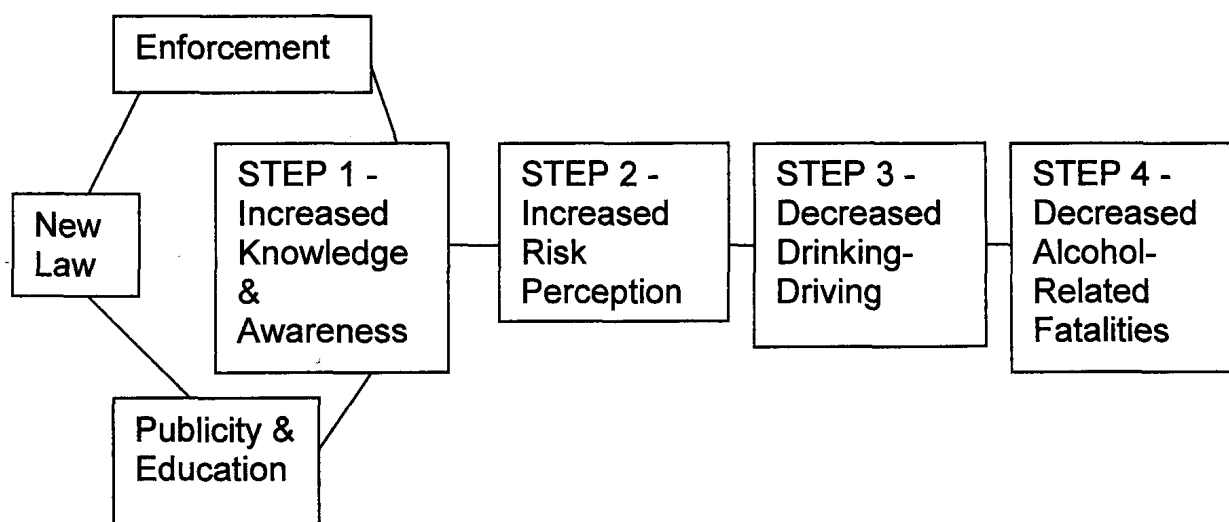 Enforcement
New
Law
Publicity &
Education
STEP 1 -
Increased
Knowledge
&
Awareness
STEP 2 -
Increased
Risk
Perception
STEP 3 -
Decreased
Drinking-
Driving
STEP 4 -
Decreased
Alcohol-
Related
Fatalities